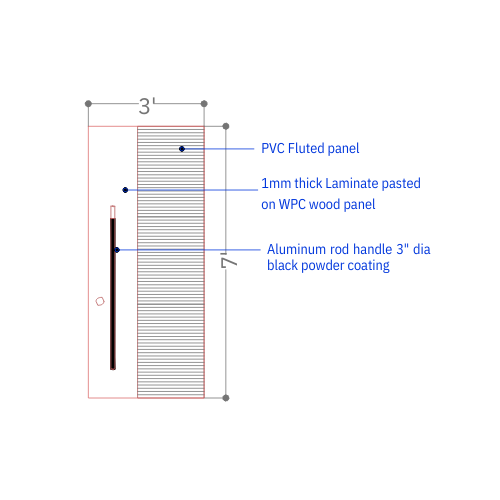 3'
PVC Fluted panel
1mm thick Laminate pasted
on WPC wood panel
Aluminum rod handle 3" dia
black powder coating
7'